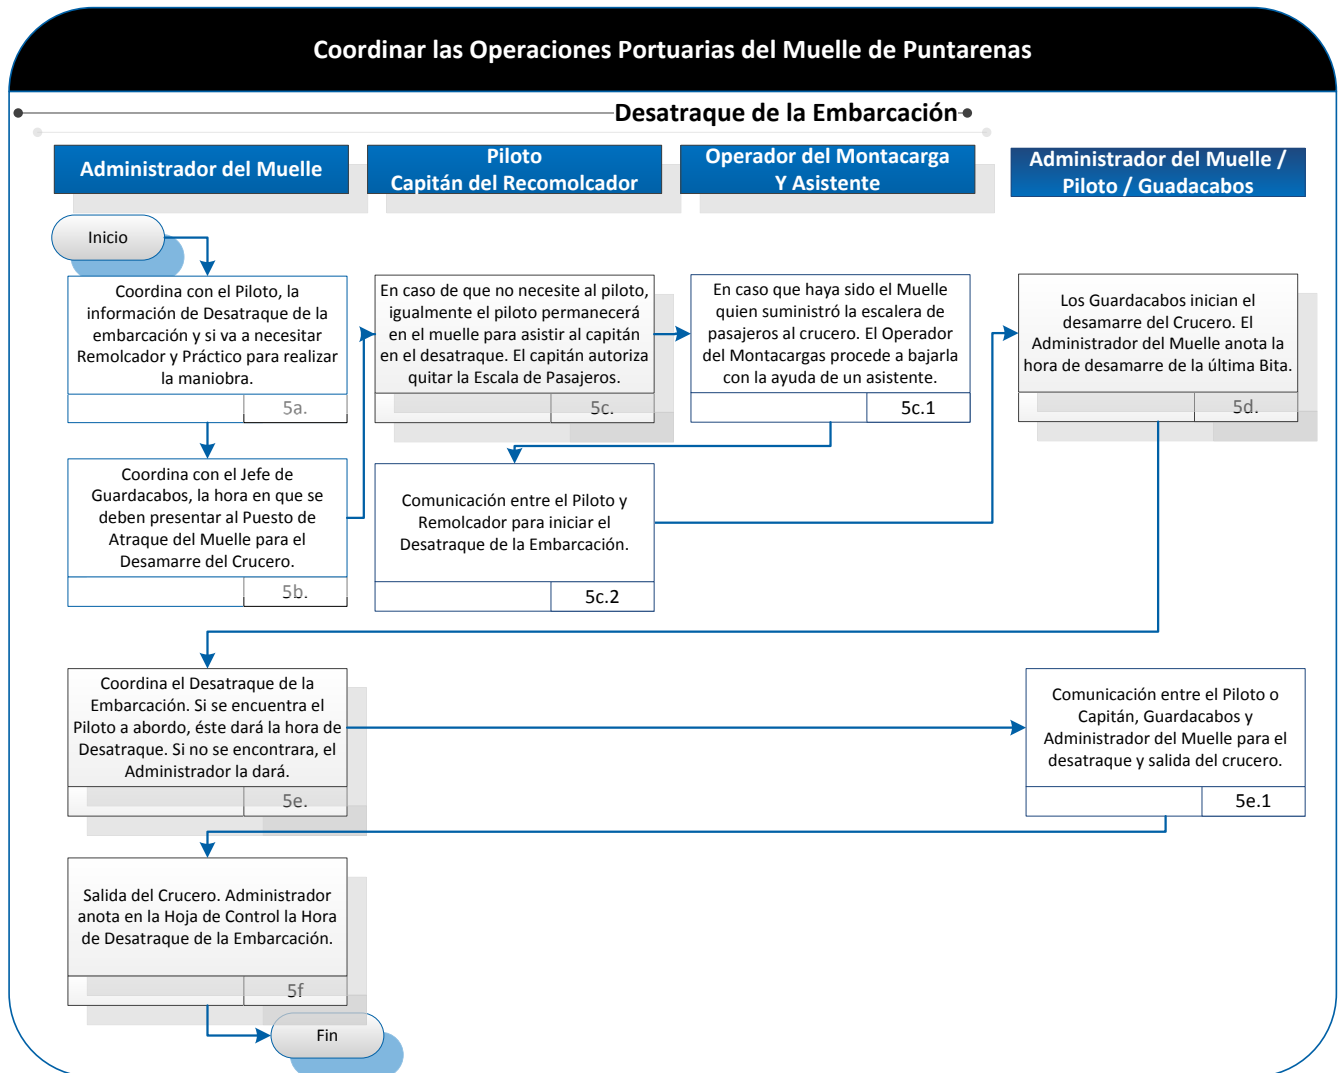 Coordinar las Operaciones Portuarias del Muelle de Puntarenas
Desatraque de la Embarcación
Administrador del Muelle
Piloto
Capitán del Recomolcador
Operador del Montacarga
Y Asistente
Administrador del Muelle /
Piloto / Guadacabos
Inicio
Coordina con el Piloto, la
información de Desatraque de la
embarcación y si va a necesitar
Remolcador y Práctico para realizar
la maniobra.
5a.
En caso de que no necesite al piloto,
igualmente el piloto permanecerá
en el muelle para asistir al capitán
en el desatraque. El capitán autoriza
quitar la Escala de Pasajeros.
5c.
En caso que haya sido el Muelle
quien suministró la escalera de
pasajeros al crucero. El Operador
del Montacargas procede a bajarla
con la ayuda de un asistente.
5c.1
Los Guardacabos inician el
desamarre del Crucero. El
Administrador del Muelle anota la
hora de desamarre de la última Bita.
5d.
Coordina con el Jefe de
Guardacabos, la hora en que se
deben presentar al Puesto de
Atraque del Muelle para el
Desamarre del Crucero.
5b.
Comunicación entre el Piloto y
Remolcador para iniciar el
Desatraque de la Embarcación.
5c.2
Coordina el Desatraque de la
Embarcación. Si se encuentra el
Piloto a abordo, éste dará la hora de
Desatraque. Si no se encontrara, el
Administrador la dará.
5e.
Comunicación entre el Piloto o
Capitán, Guardacabos y
Administrador del Muelle para el
desatraque y salida del crucero.
5e.1
Salida del Crucero. Administrador
anota en la Hoja de Control la Hora
de Desatraque de la Embarcación.
5f
Fin